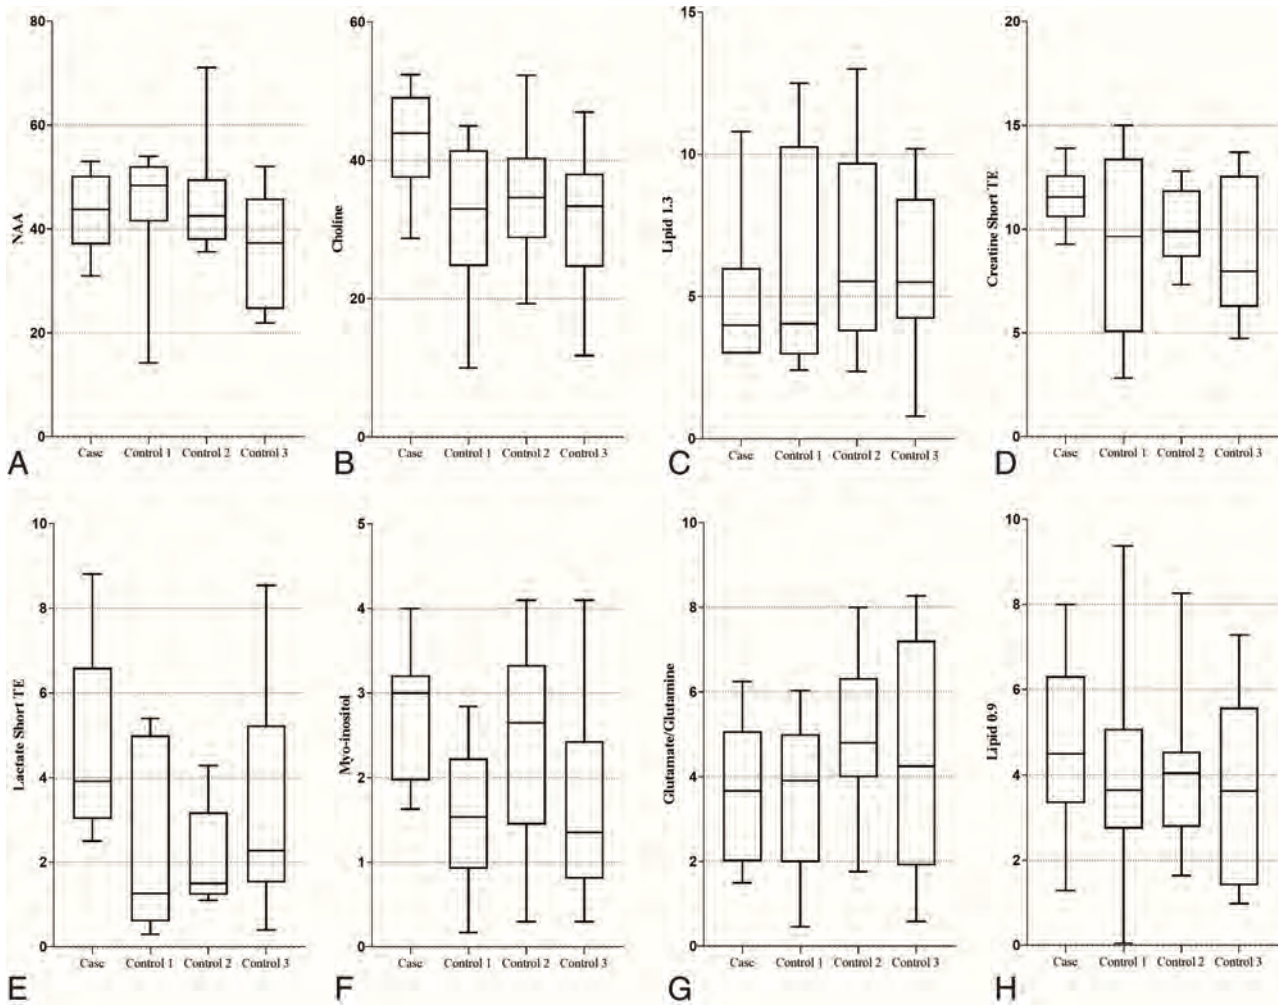 NAA
80
60
40
20
0
Case Control 1 Control 2 Control 3
A
Choline
60
40
20
0
Case Control 1 Control 2 Control 3
B
Lipid 1.3
15
10
5
0
Case Control 1 Control 2 Control 3
C
Creatine Short TE
20
15
10
5
0
Case Control 1 Control 2 Control 3
D
Lactate Short TE
10
8
6
4
2
0
Case Control 1 Control 2 Control 3
E
Myo-inositol
5
4
3
2
1
0
Case Control 1 Control 2 Control 3
F
Glutamate/Glutamine
10
8
6
4
2
0
Case Control 1 Control 2 Control 3
G
Lipid 0.9
10
8
6
4
2
0
Case Control 1 Control 2 Control 3
H